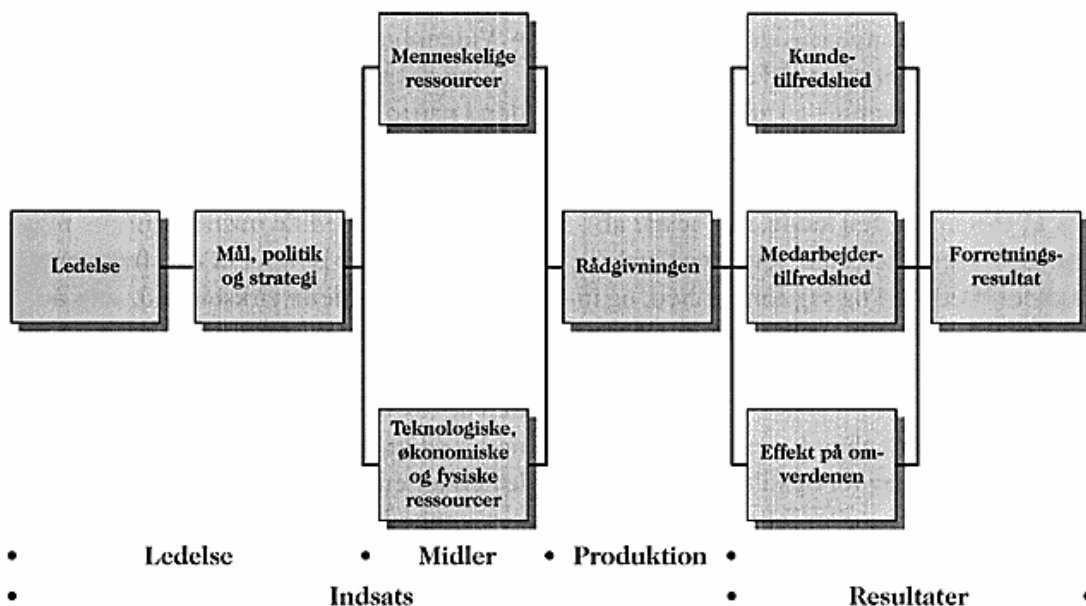 Menneskelige
ressourcer
Kunde-
tilfredshed
Ledelse
Mål, politik
og strategi
Rådgivningen
Medarbejder-
tilfredshed
Forretnings-
resultat
Teknologiske,
økonomiske
og fysiske
ressourcer
Effekt på om-
verdenen
• Ledelse • Midler • Produktion •
• Indsats • Resultater •